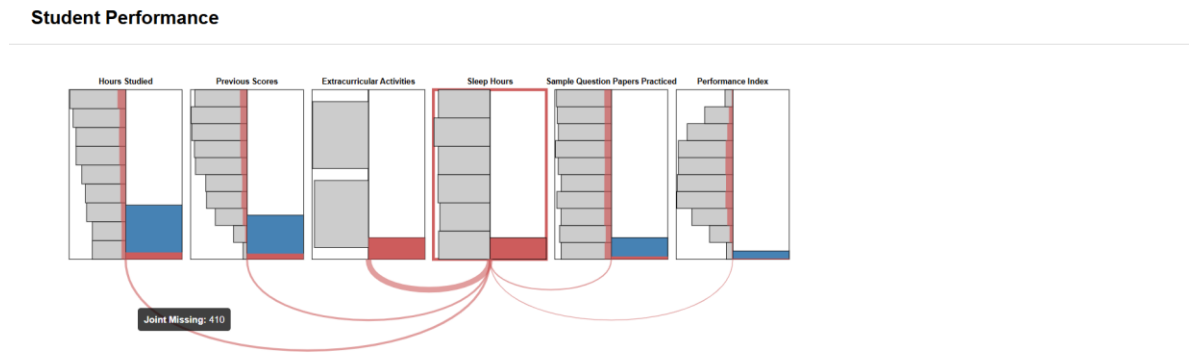 Student Performance
Hours Studied
Previous Scores
Extracurricular Activities
Sleep Hours
Sample Question Papers Practiced
Performance Index
Joint Missing: 410